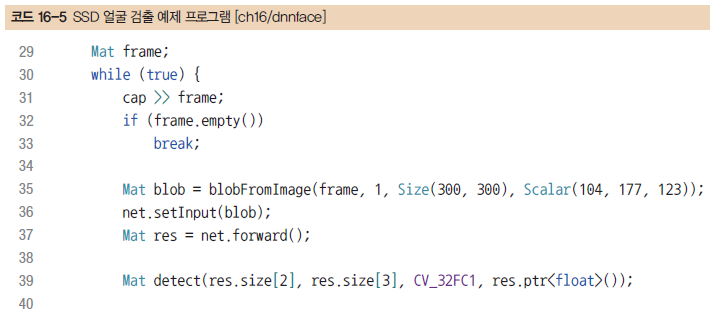 코드 16-5 SSD 얼굴 검출 예제 프로그램 [ch16/dnnface]
29 Mat frame;
30 while (true) {
31 cap >> frame;
32 if (frame.empty())
33 break;
34
35 Mat blob = blobFromImage(frame, 1, Size(300, 300), Scalar(104, 177, 123));
36 net.setInput(blob);
37 Mat res = net.forward();
38
39 Mat detect(res.size[2], res.size[3], CV_32FC1, res.ptr<float>());
40